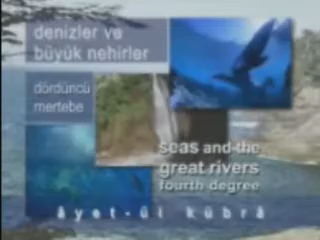 denizler ve
büyük nehirler
dördüncü
mertebe
seas and the
great rivers
fourth degree
âyet-ül kübrâ